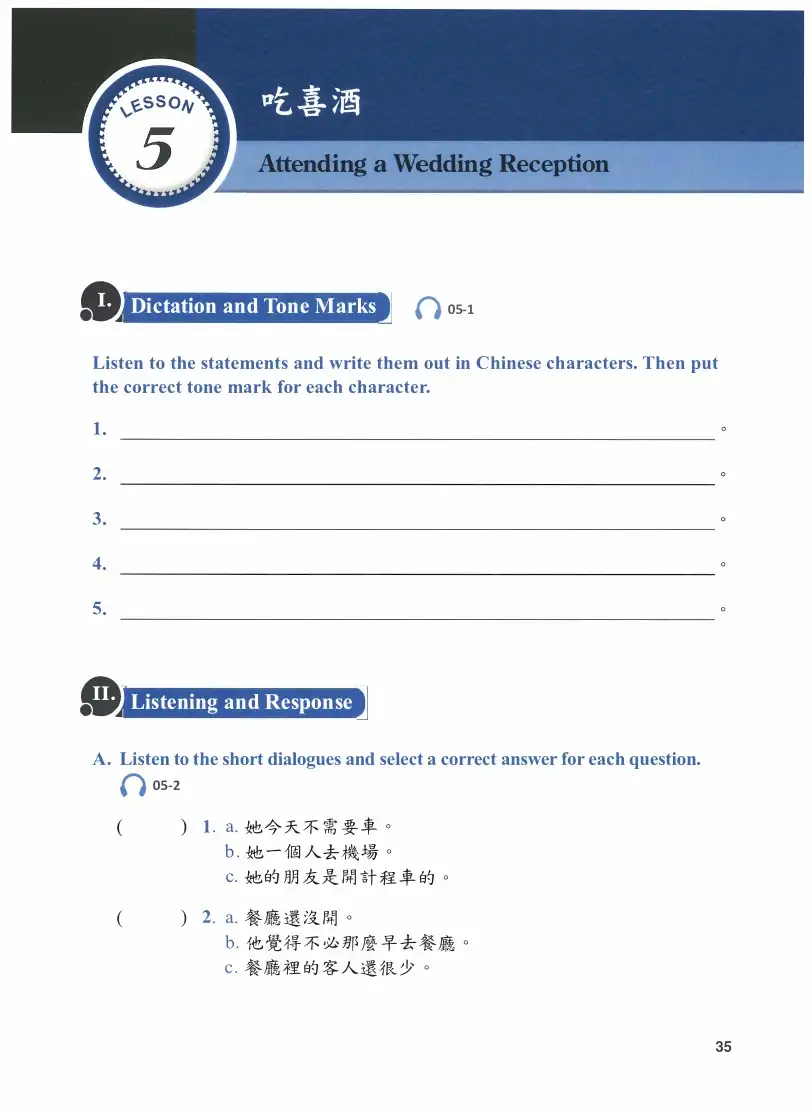 LESSON
5
吃喜酒
Attending a Wedding Reception
I. Dictation and Tone Marks 05-1
Listen to the statements and write them out in Chinese characters. Then put
the correct tone mark for each character.
1. 。
2. 。
3. 。
4. 。
5. 。
II. Listening and Response
A. Listen to the short dialogues and select a correct answer for each question.
05-2
( ) 1. a. 她今天不需要車。
b. 她一個人去機場。
c. 她的朋友是開計程車的。
( ) 2. a. 餐廳還沒開。
b. 他覺得不必那麼早去餐廳。
c. 餐廳裡的客人還很少。
35